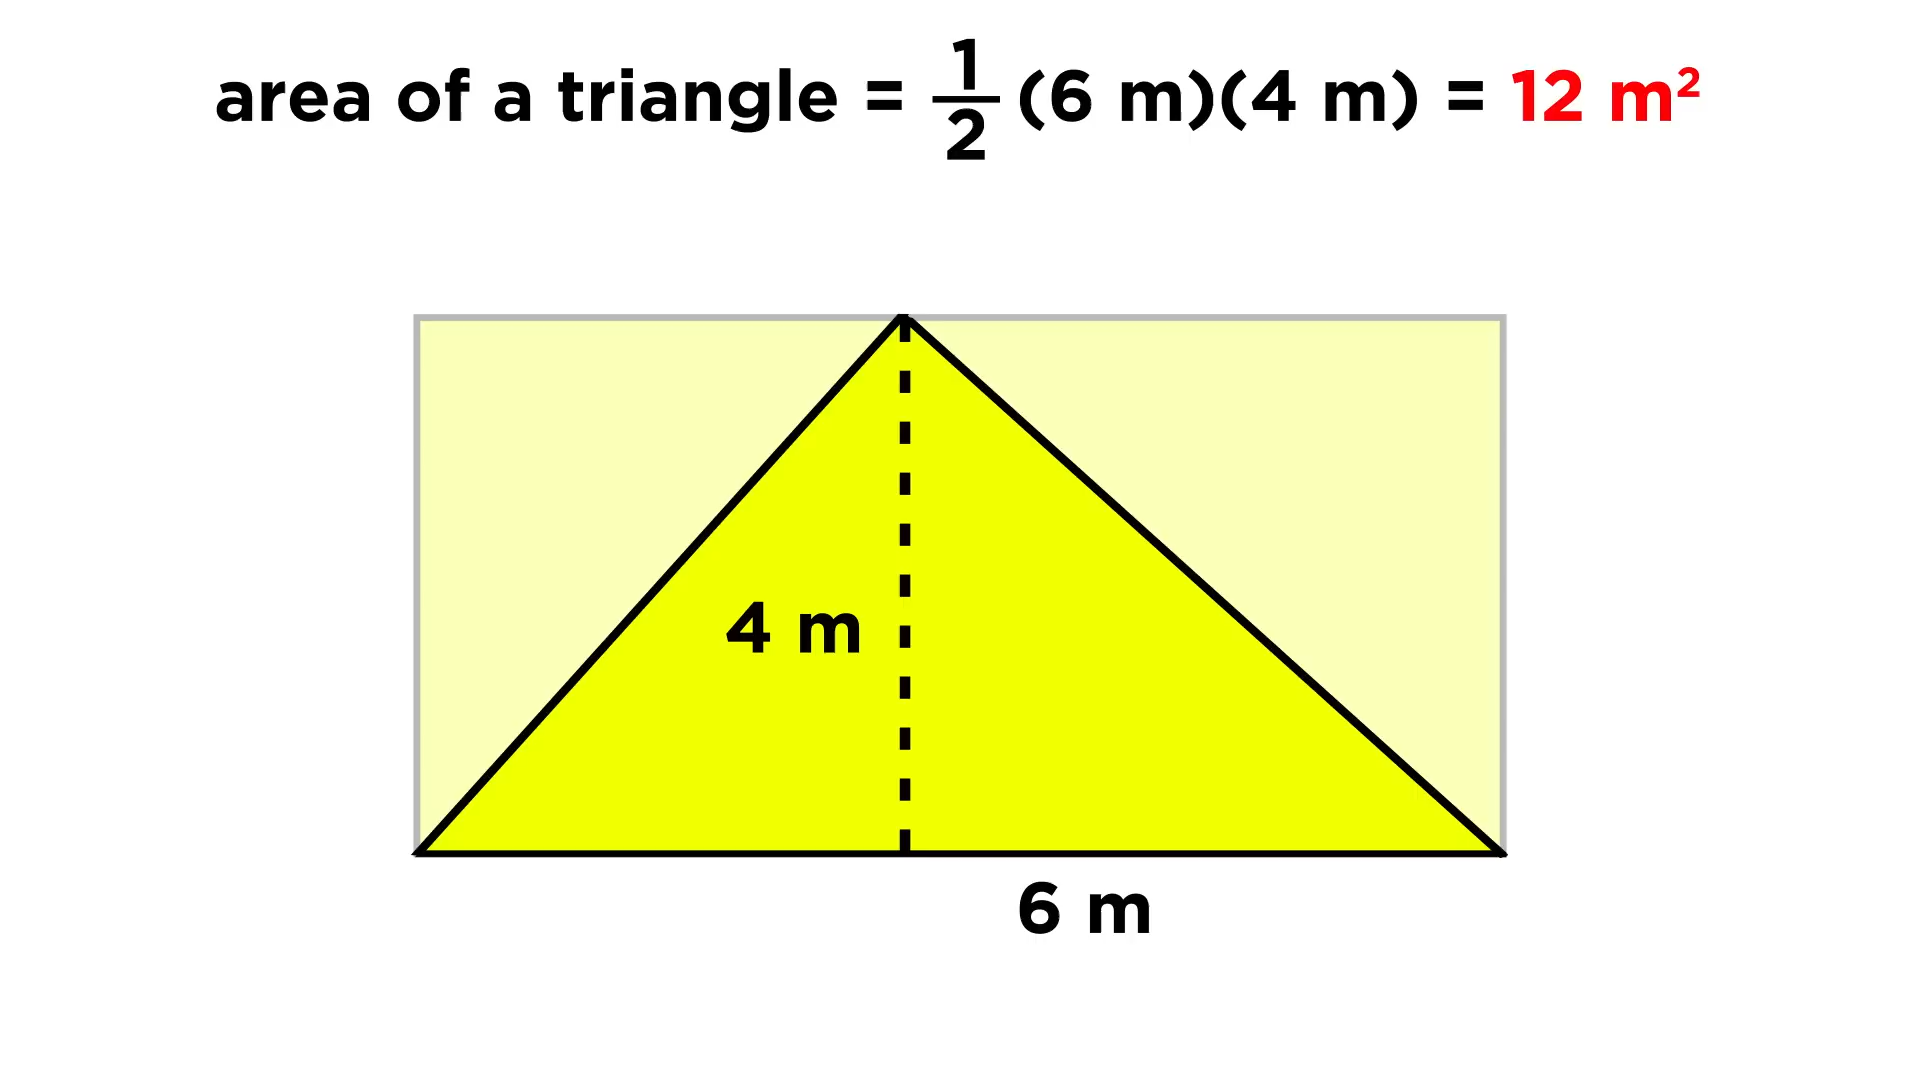 area of a triangle = 1/2 (6 m)(4 m) = 12 m²
4 m
6 m